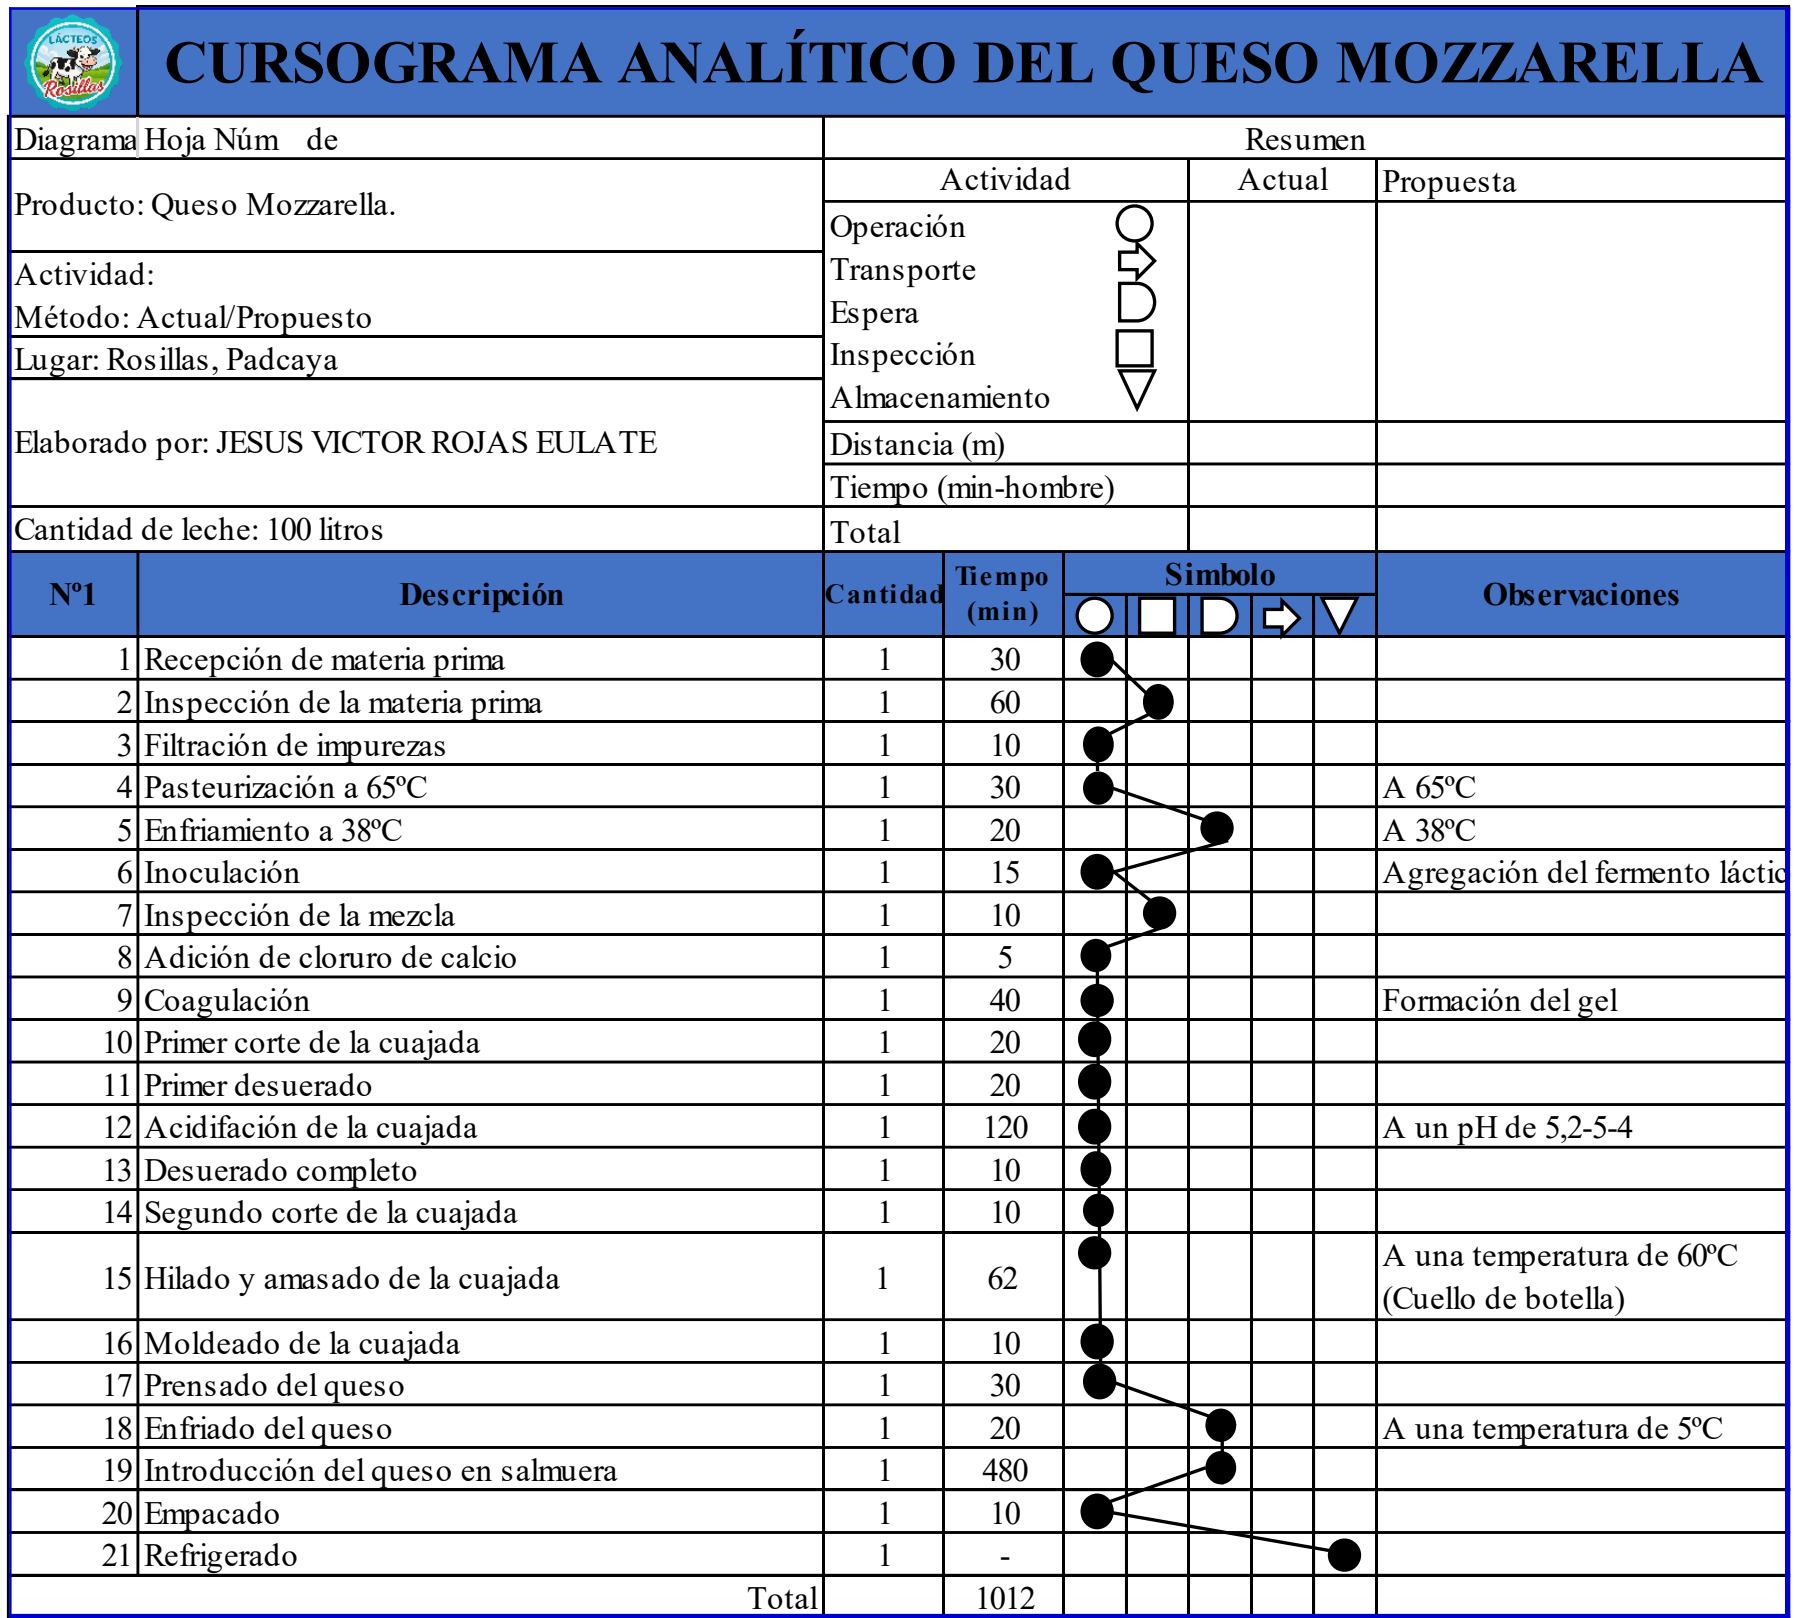 LÁCTEOS
Rosillas
CURSOGRAMA ANALÍTICO DEL QUESO MOZZARELLA
Diagrama Hoja Núm de
Resumen
Producto: Queso Mozzarella.
Actividad Actual Propuesta
Operación
Transporte
Espera
Inspección
Almacenamiento
Actividad:
Método: Actual/Propuesto
Lugar: Rosillas, Padcaya
Elaborado por: JESUS VICTOR ROJAS EULATE
Distancia (m)
Tiempo (min-hombre)
Cantidad de leche: 100 litros
Total
Nº1 Descripción Cantidad Tiempo (min) Simbolo Observaciones
1 Recepción de materia prima 1 30
2 Inspección de la materia prima 1 60
3 Filtración de impurezas 1 10
4 Pasteurización a 65ºC 1 30 A 65ºC
5 Enfriamiento a 38ºC 1 20 A 38ºC
6 Inoculación 1 15 Agregación del fermento láctic
7 Inspección de la mezcla 1 10
8 Adición de cloruro de calcio 1 5
9 Coagulación 1 40 Formación del gel
10 Primer corte de la cuajada 1 20
11 Primer desuerado 1 20
12 Acidifación de la cuajada 1 120 A un pH de 5,2-5-4
13 Desuerado completo 1 10
14 Segundo corte de la cuajada 1 10
15 Hilado y amasado de la cuajada 1 62 A una temperatura de 60ºC
(Cuello de botella)
16 Moldeado de la cuajada 1 10
17 Prensado del queso 1 30
18 Enfriado del queso 1 20 A una temperatura de 5ºC
19 Introducción del queso en salmuera 1 480
20 Empacado 1 10
21 Refrigerado 1 -
Total 1012